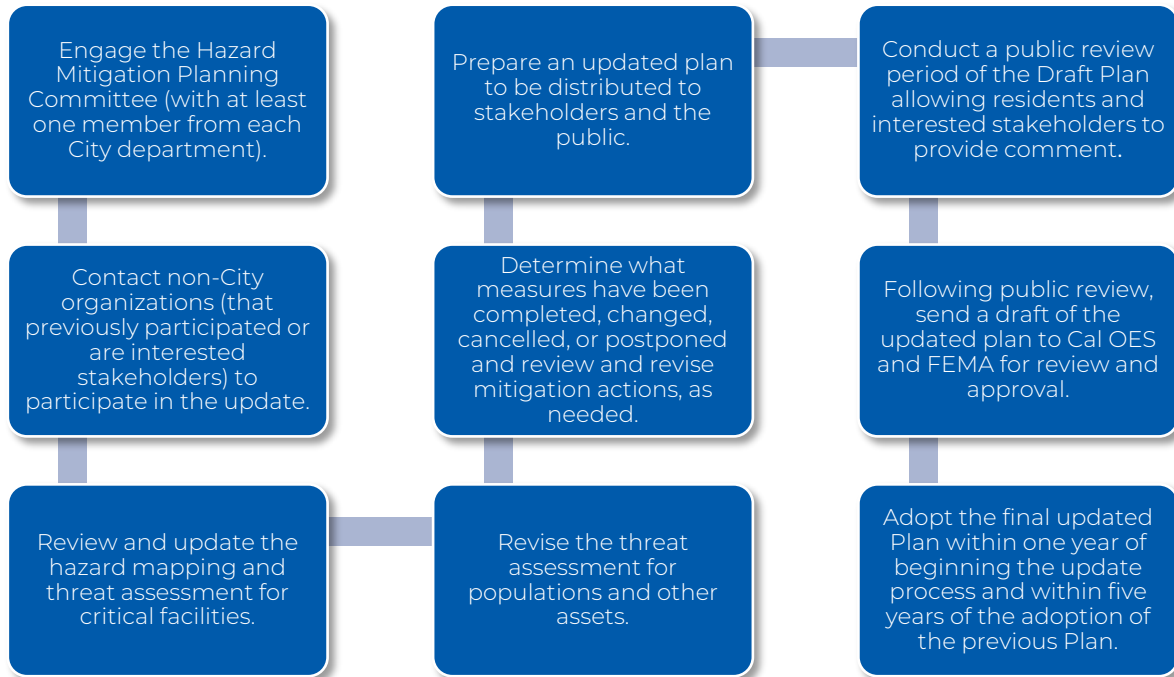 Engage the Hazard
Mitigation Planning
Committee (with at least
one member from each
City department).
Contact non-City
organizations (that
previously participated or
are interested
stakeholders) to
participate in the update.
Review and update the
hazard mapping and
threat assessment for
critical facilities.
Revise the threat
assessment for
populations and other
assets.
Determine what
measures have been
completed, changed,
cancelled, or postponed
and review and revise
mitigation actions, as
needed.
Prepare an updated plan
to be distributed to
stakeholders and the
public.
Conduct a public review
period of the Draft Plan
allowing residents and
interested stakeholders to
provide comment.
Following public review,
send a draft of the
updated plan to Cal OES
and FEMA for review and
approval.
Adopt the final updated
Plan within one year of
beginning the update
process and within five
years of the adoption of
the previous Plan.